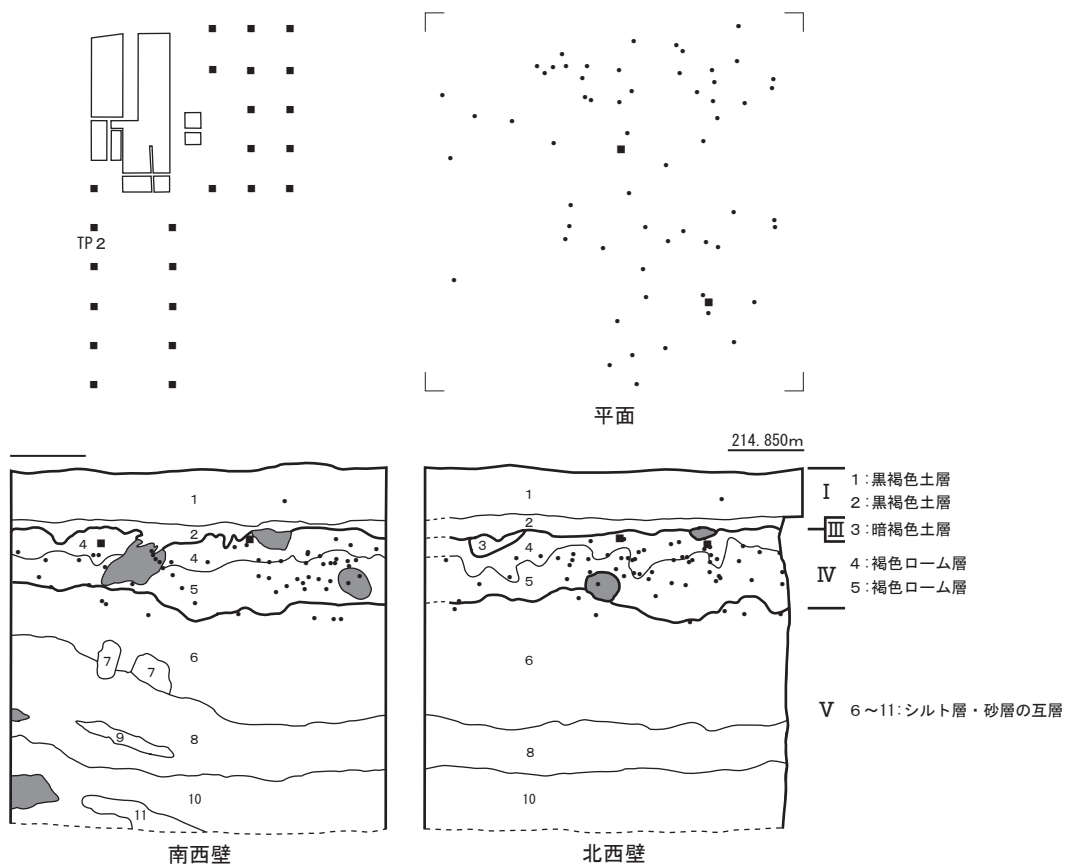 TP 2
平面
214.850m
1
2
3
4
5
6
8
10
1
2
4
4
5
6
7
7
8
9
10
11
I
1：黒褐色土層
2：黒褐色土層
III
3：暗褐色土層
IV
4：褐色ローム層
5：褐色ローム層
V
6～11：シルト層・砂層の互層
南西壁
北西壁